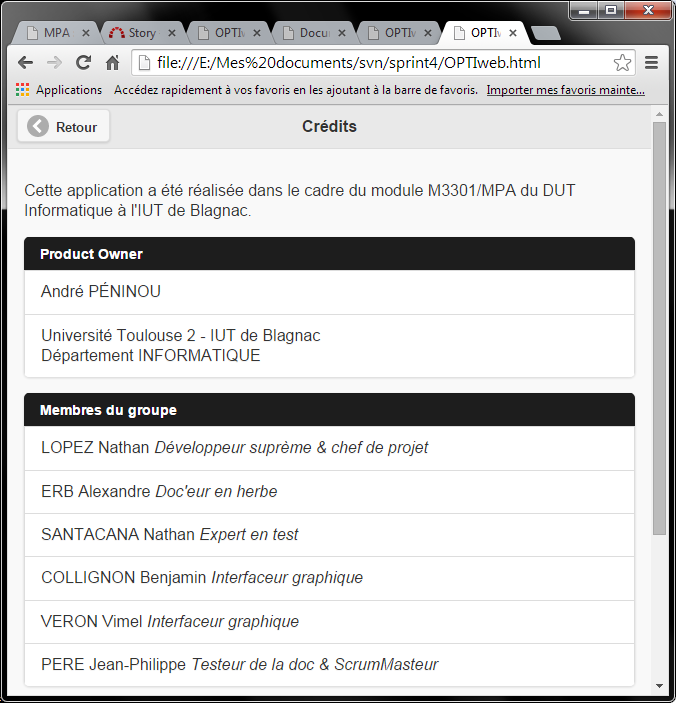 MPA
Story
OPTIw
Docu
OPTIw
OPTIw
file:///E:/Mes%20documents/svn/sprint4/OPTIweb.html
Applications Accédez rapidement à vos favoris en les ajoutant à la barre de favoris. Importer mes favoris mainte...
Retour
Crédits
Cette application a été réalisée dans le cadre du module M3301/MPA du DUT
Informatique à l'IUT de Blagnac.
Product Owner
André PÉNINOU
Université Toulouse 2 - IUT de Blagnac
Département INFORMATIQUE
Membres du groupe
LOPEZ Nathan Développeur suprème & chef de projet
ERB Alexandre Doc'eur en herbe
SANTACANA Nathan Expert en test
COLLIGNON Benjamin Interfaceur graphique
VERON Vimel Interfaceur graphique
PERE Jean-Philippe Testeur de la doc & ScrumMasteur